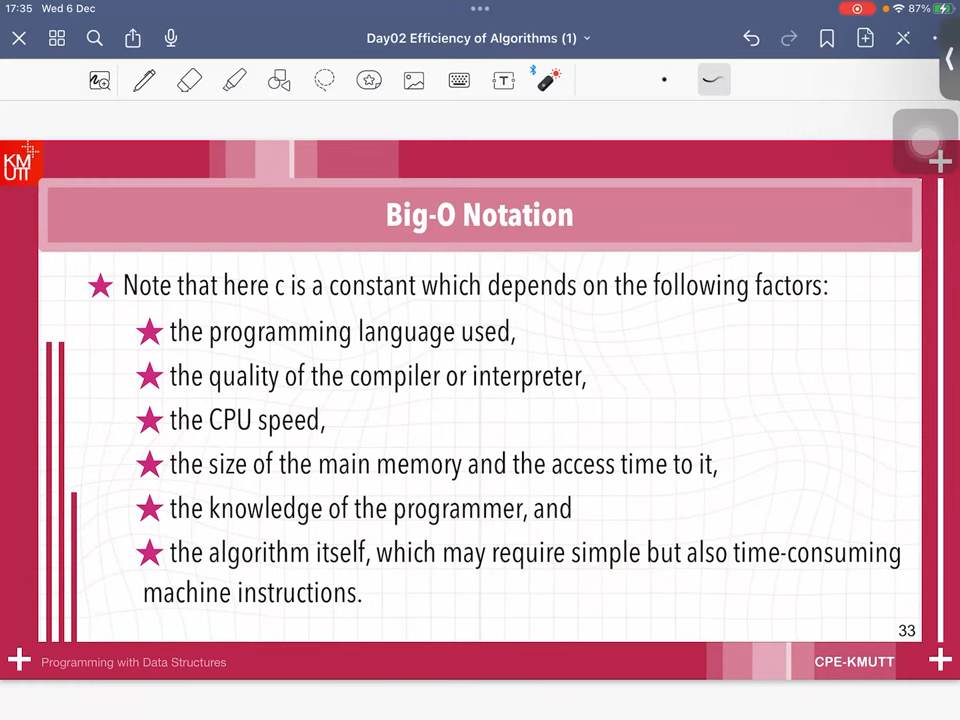 17:35 Wed 6 Dec
87%
Day02 Efficiency of Algorithms (1)
T
KM
UTT
Big-O Notation
Note that here c is a constant which depends on the following factors:
the programming language used,
the quality of the compiler or interpreter,
the CPU speed,
the size of the main memory and the access time to it,
the knowledge of the programmer, and
the algorithm itself, which may require simple but also time-consuming
machine instructions.
33
Programming with Data Structures
CPE-KMUTT